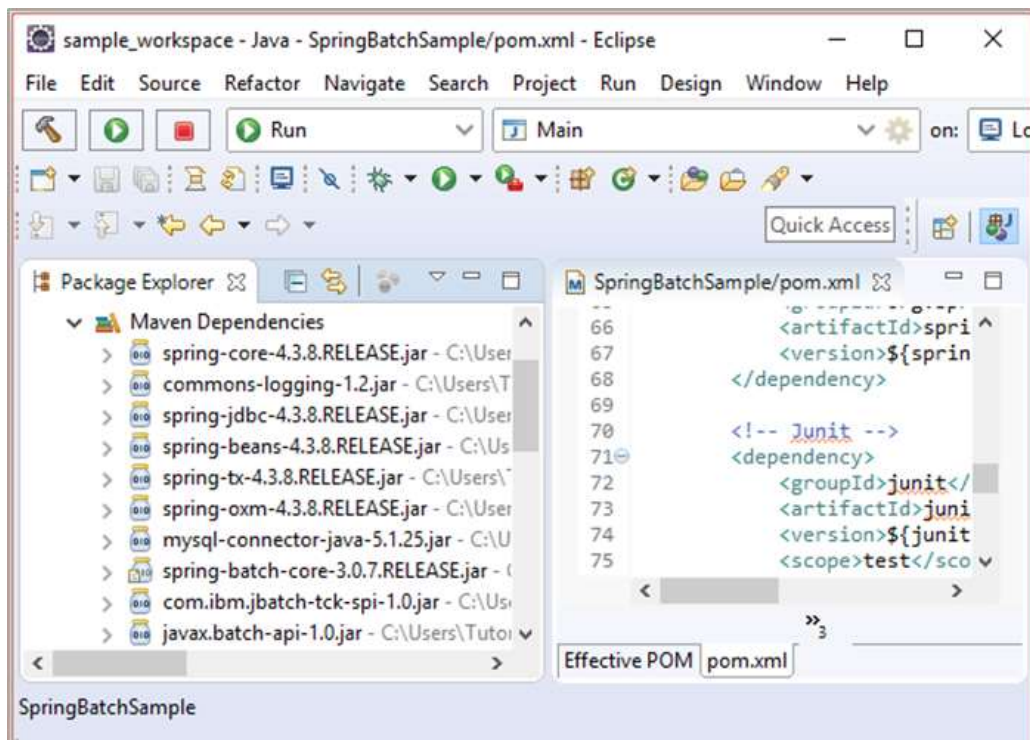 sample_workspace - Java - SpringBatchSample/pom.xml - Eclipse
File Edit Source Refactor Navigate Search Project Run Design Window Help
Run Main on: Lo
Quick Access
Package Explorer
Maven Dependencies
spring-core-4.3.8.RELEASE.jar - C:\User
commons-logging-1.2.jar - C:\Users\T
spring-jdbc-4.3.8.RELEASE.jar - C:\User
spring-beans-4.3.8.RELEASE.jar - C:\Us
spring-tx-4.3.8.RELEASE.jar - C:\Users\
spring-oxm-4.3.8.RELEASE.jar - C:\User
mysql-connector-java-5.1.25.jar - C:\U
spring-batch-core-3.0.7.RELEASE.jar -
com.ibm.jbatch-tck-spi-1.0.jar - C:\Us
javax.batch-api-1.0.jar - C:\Users\Tuto
SpringBatchSample/pom.xml
66 <artifactId>spri
67 <version>${sprin
68 </dependency>
69
70 <!-- Junit -->
71 <dependency>
72 <groupId>junit</
73 <artifactId>juni
74 <version>${junit
75 <scope>test</sco
»3
Effective POM pom.xml
SpringBatchSample